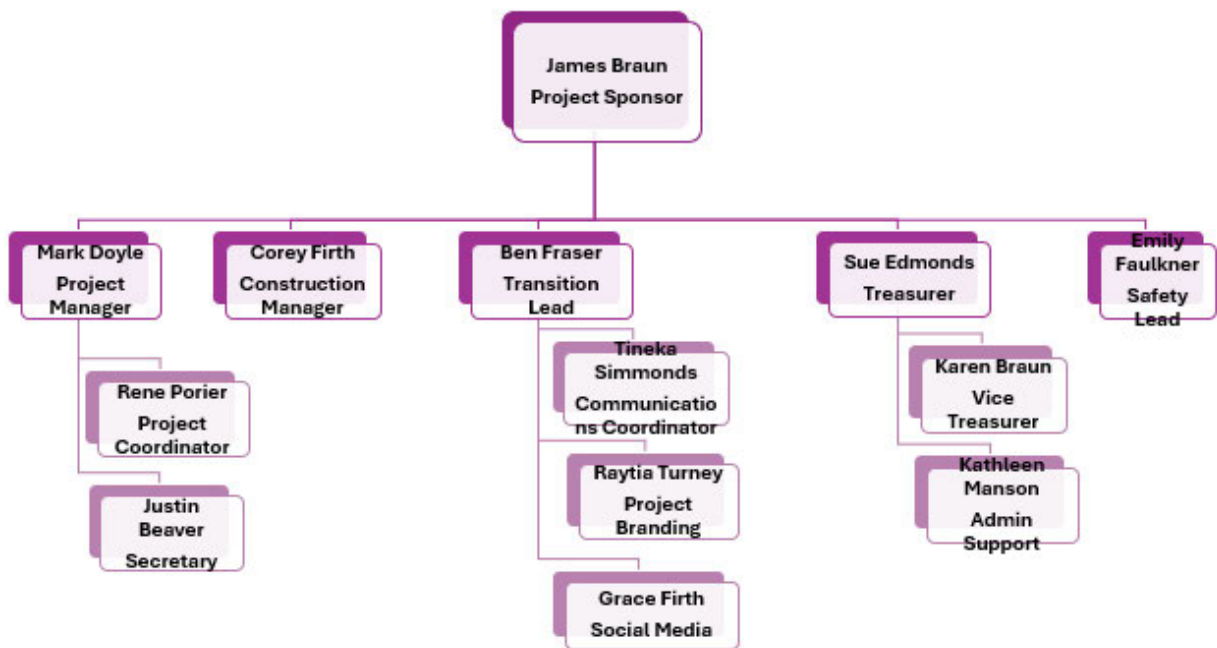 James Braun
Project Sponsor
Mark Doyle
Project
Manager
Rene Porier
Project
Coordinator
Justin
Beaver
Secretary
Corey Firth
Construction
Manager
Ben Fraser
Transition
Lead
Tineka
Simmonds
Communicatio
ns Coordinator
Raytia Turney
Project
Branding
Grace Firth
Social Media
Sue Edmonds
Treasurer
Karen Braun
Vice
Treasurer
Kathleen
Manson
Admin
Support
Emily
Faulkner
Safety
Lead